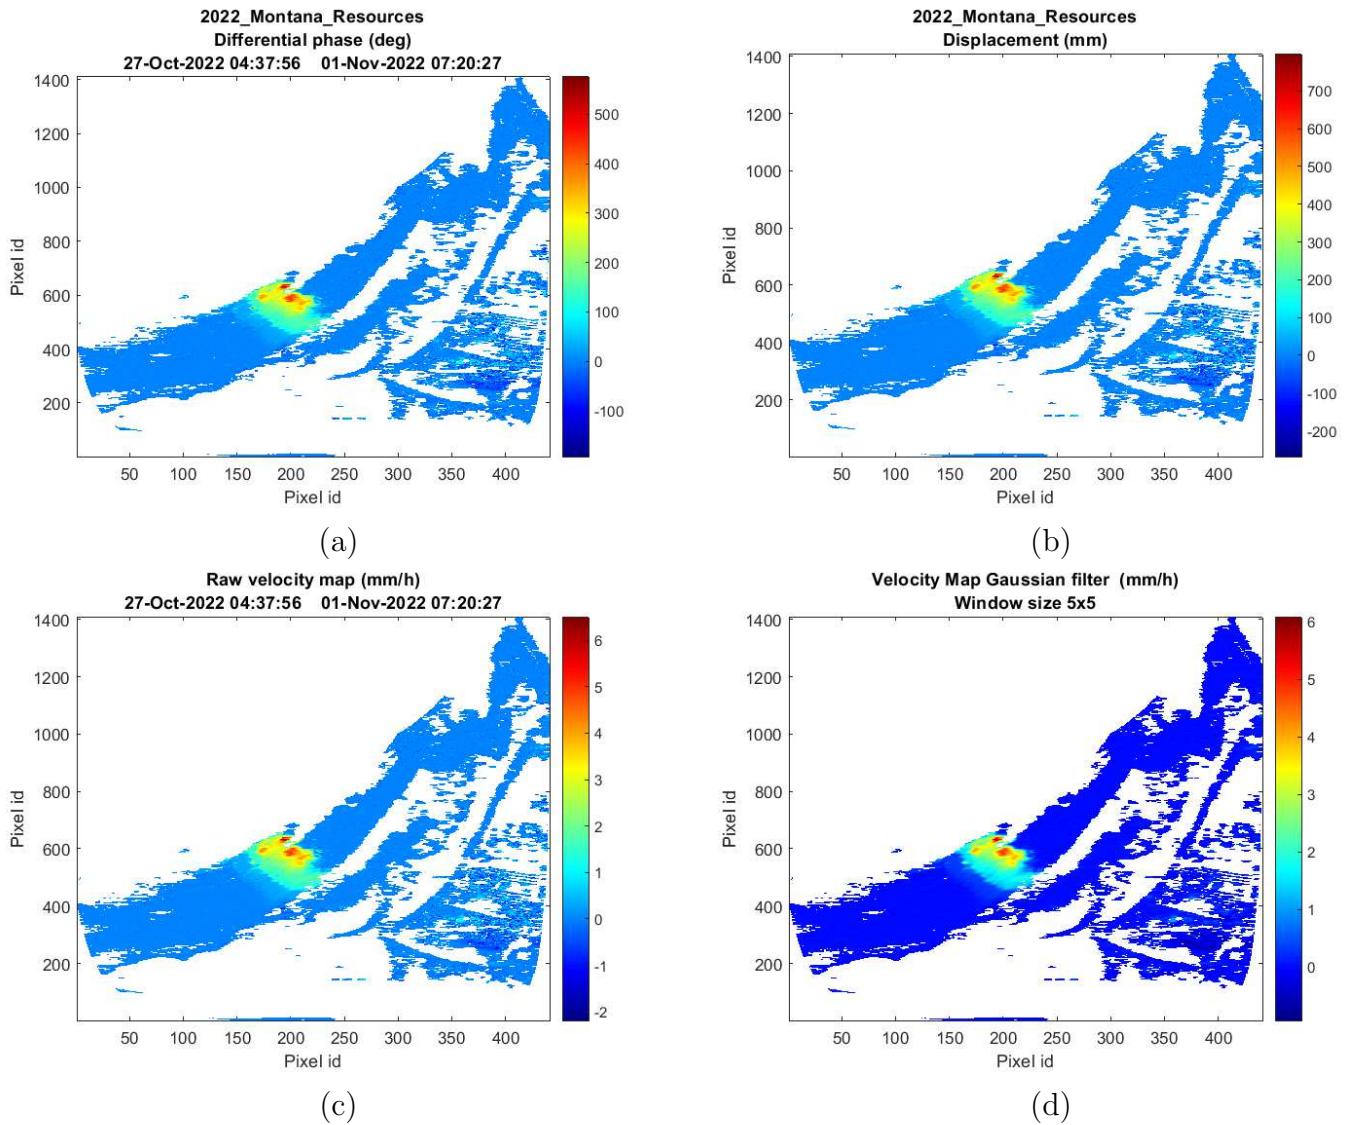 2022_Montana_Resources
Differential phase (deg)
27-Oct-2022 04:37:56    01-Nov-2022 07:20:27
1400
1200
1000
800
600
400
200
Pixel id
50 100 150 200 250 300 350 400
Pixel id
500
400
300
200
100
0
-100
(a)
2022_Montana_Resources
Displacement (mm)
1400
1200
1000
800
600
400
200
Pixel id
50 100 150 200 250 300 350 400
Pixel id
700
600
500
400
300
200
100
0
-100
-200
(b)
Raw velocity map (mm/h)
27-Oct-2022 04:37:56    01-Nov-2022 07:20:27
1400
1200
1000
800
600
400
200
Pixel id
50 100 150 200 250 300 350 400
Pixel id
6
5
4
3
2
1
0
-1
-2
(c)
Velocity Map Gaussian filter  (mm/h)
Window size 5x5
1400
1200
1000
800
600
400
200
Pixel id
50 100 150 200 250 300 350 400
Pixel id
6
5
4
3
2
1
0
(d)